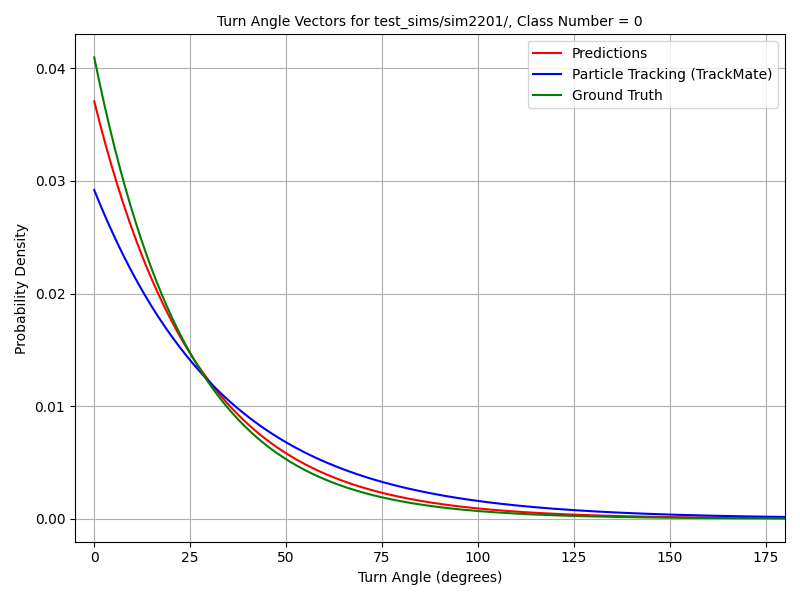 Turn Angle Vectors for test_sims/sim2201/, Class Number = 0
Predictions
Particle Tracking (TrackMate)
Ground Truth
0.04
0.03
0.02
0.01
0.00
Probability Density
0 25 50 75 100 125 150 175
Turn Angle (degrees)